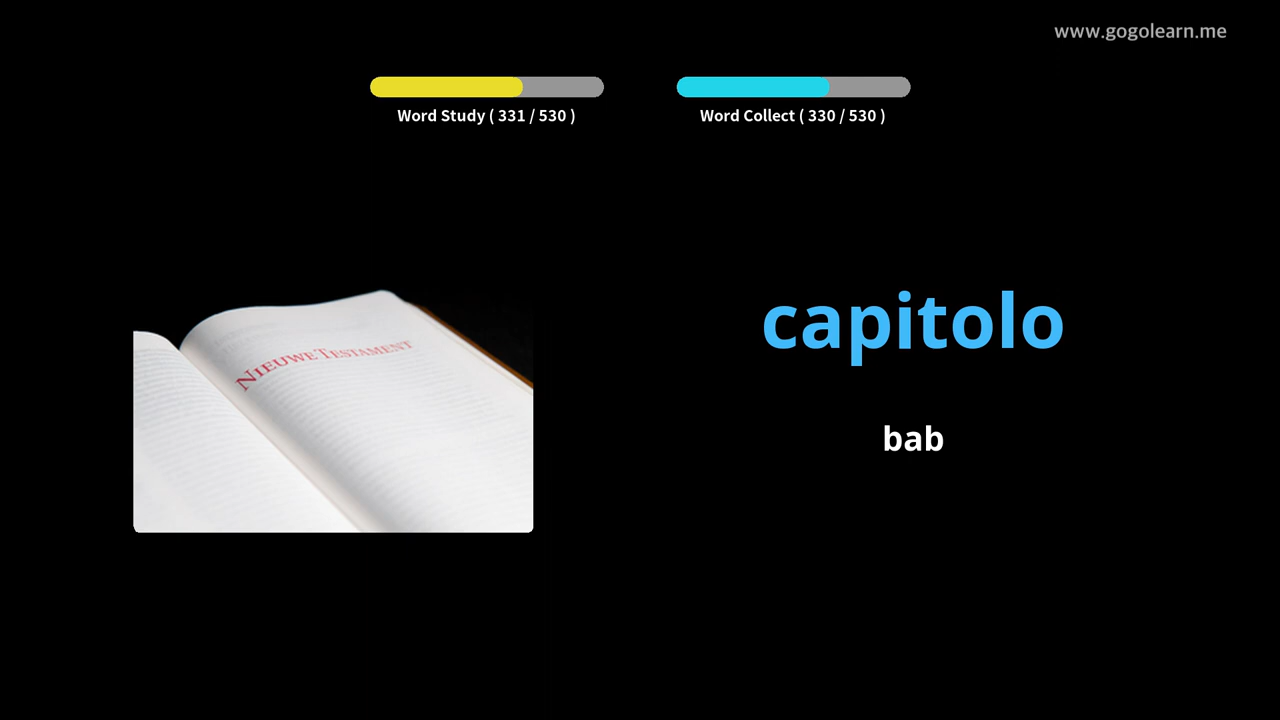 www.gogolearn.me
Word Study ( 331 / 530 )
Word Collect ( 330 / 530 )
NIEUWE TESTAMENT
capitolo
bab